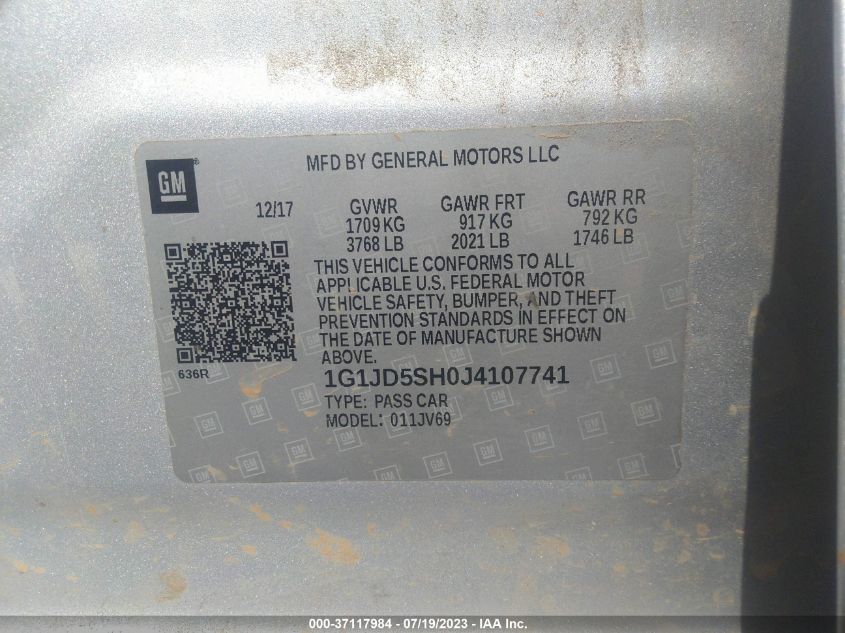 GM®
MFD BY GENERAL MOTORS LLC
12/17
GVWR
1709 KG
3768 LB
GAWR FRT
917 KG
2021 LB
GAWR RR
792 KG
1746 LB
THIS VEHICLE CONFORMS TO ALL
APPLICABLE U.S. FEDERAL MOTOR
VEHICLE SAFETY, BUMPER, AND THEFT
PREVENTION STANDARDS IN EFFECT ON
THE DATE OF MANUFACTURE SHOWN
ABOVE.
636R
1G1JD5SH0J4107741
TYPE: PASS CAR
MODEL: 011JV69
000-37117984 - 07/19/2023 - IAA Inc.